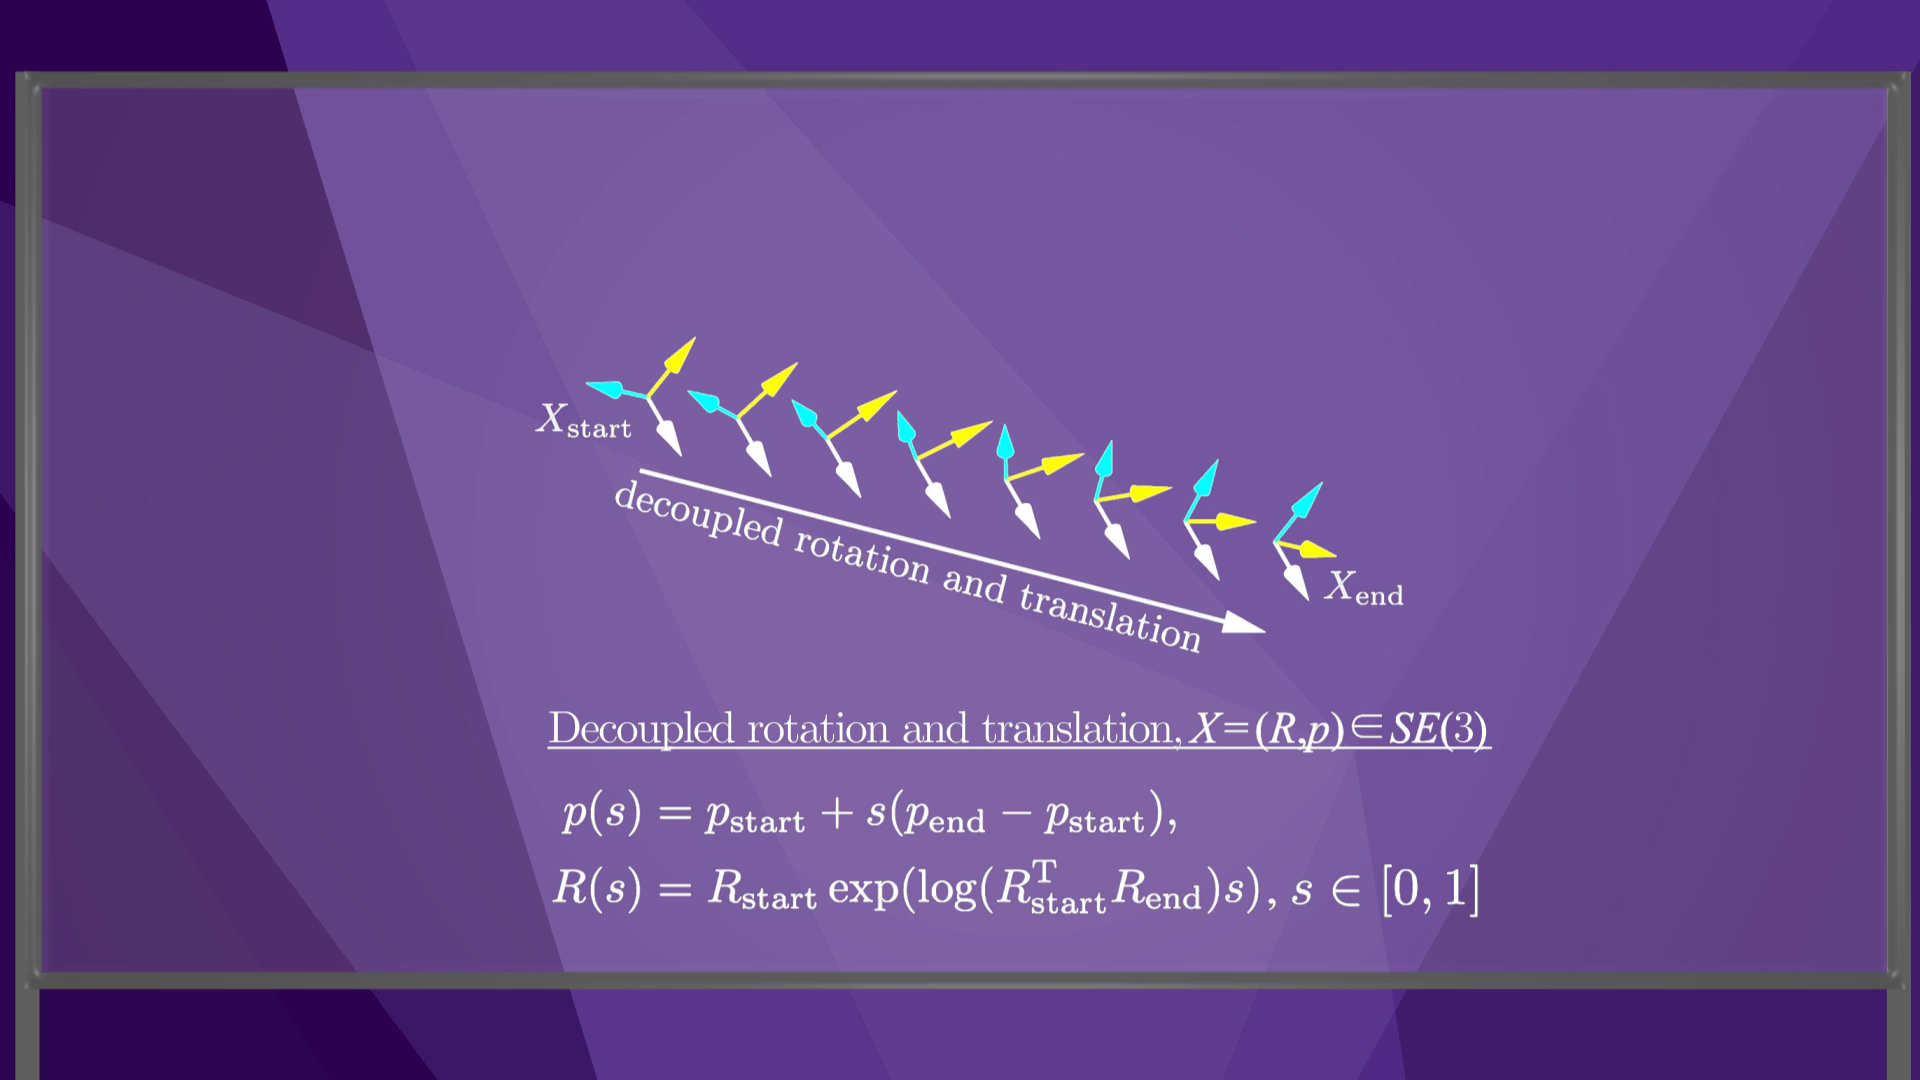 X_start
decoupled rotation and translation
X_end
Decoupled rotation and translation, X=(R,p)∈SE(3)
p(s) = p_start + s(p_end − p_start),
R(s) = R_start exp(log(R_start^T R_end)s), s ∈ [0, 1]